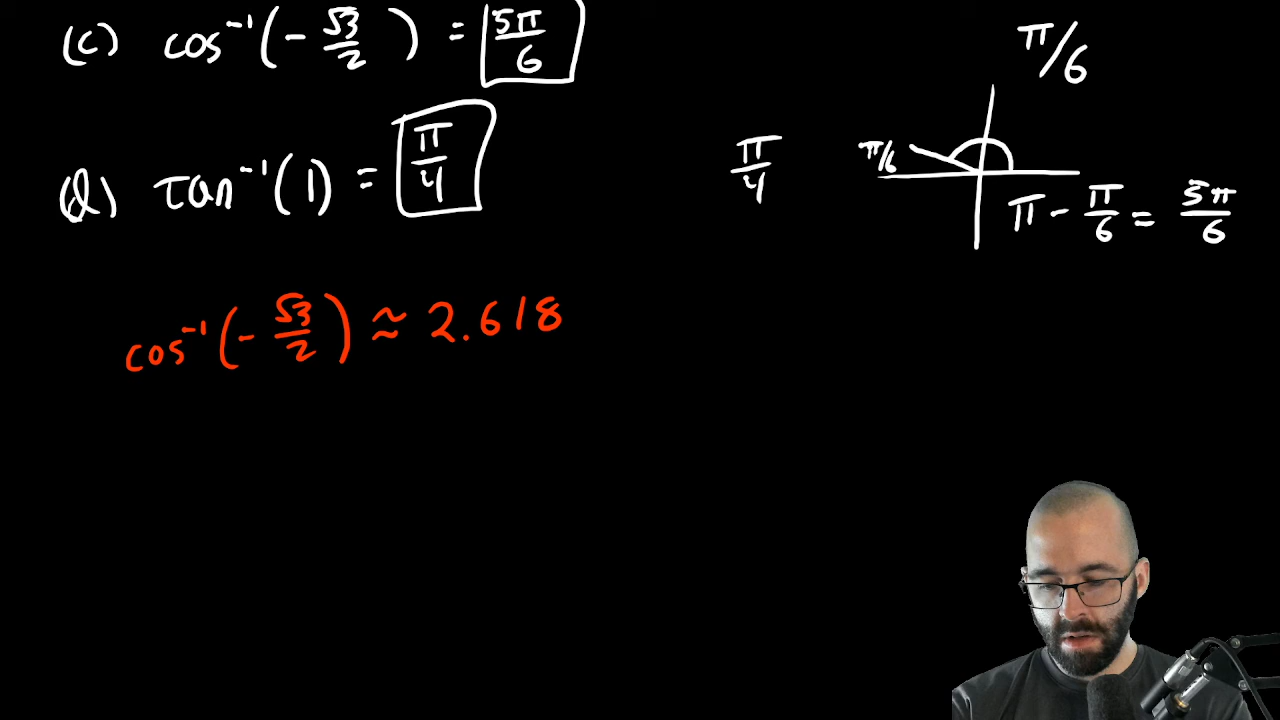 (c) cos⁻¹(-√3/2) = 5π/6
π/6
(d) tan⁻¹(1) = π/4
π/4
π/6
π - π/6 = 5π/6
cos⁻¹(-√3/2) ≈ 2.618